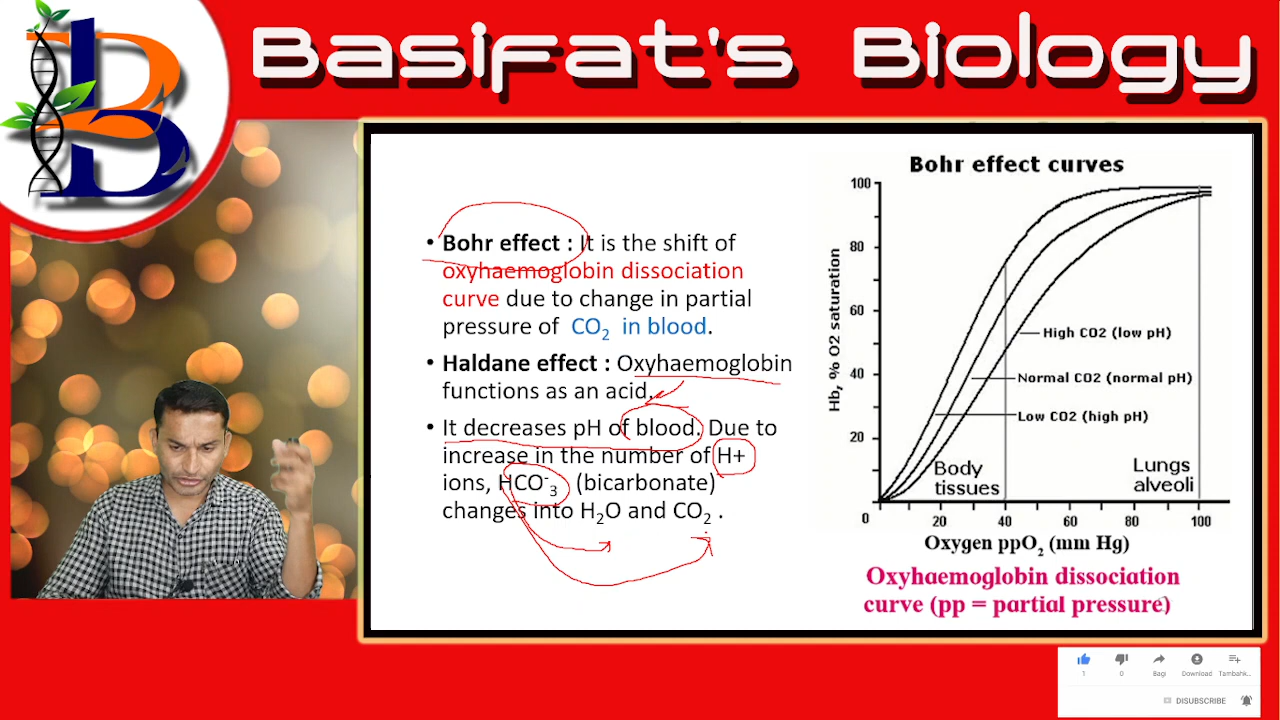 Basifat's Biology
B
• Bohr effect : It is the shift of
oxyhaemoglobin dissociation
curve due to change in partial
pressure of CO2 in blood.
• Haldane effect : Oxyhaemoglobin
functions as an acid.
• It decreases pH of blood. Due to
increase in the number of H+
ions, HCO-3 (bicarbonate)
changes into H2O and CO2 .
Bohr effect curves
Hb, % O2 saturation
100
80
60
40
20
High CO2 (low pH)
Normal CO2 (normal pH)
Low CO2 (high pH)
Body
tissues
Lungs
alveoli
0 20 40 60 80 100
Oxygen ppO2 (mm Hg)
Oxyhaemoglobin dissociation
curve (pp = partial pressure)
1 0 Bagi Download Tambahk..
DISUBSCRIBE